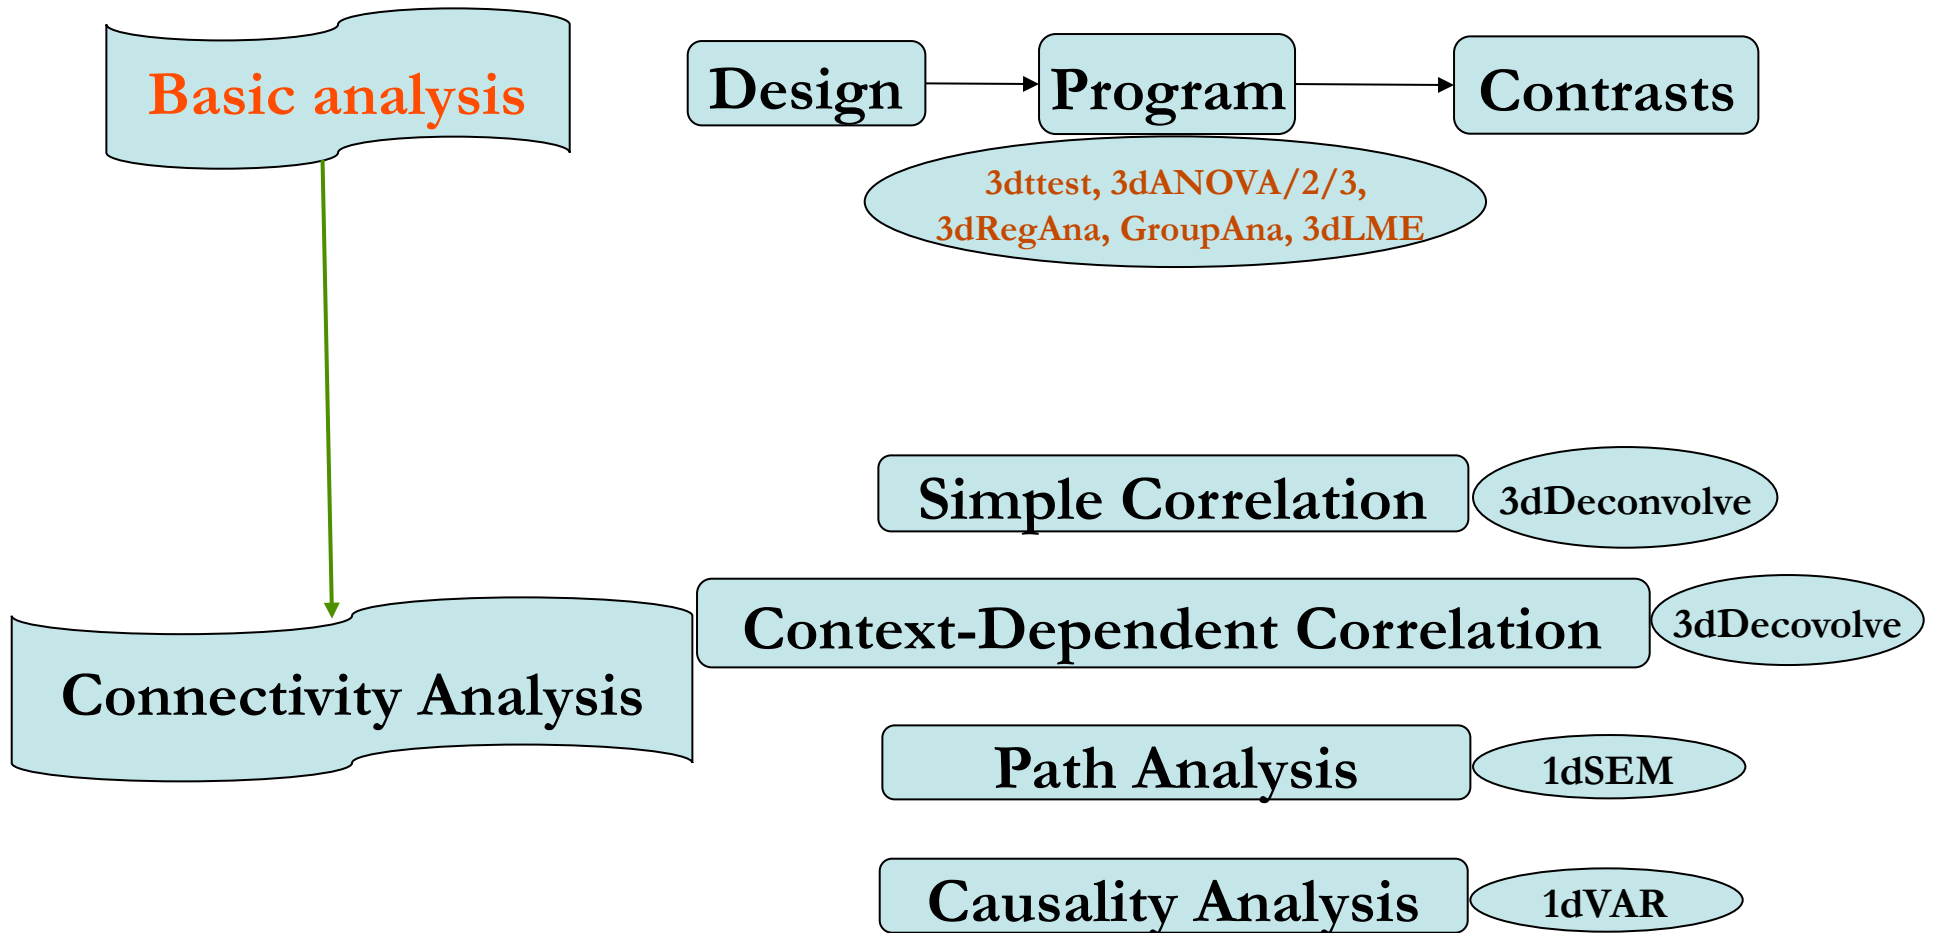 Basic analysis
Design
Program
Contrasts
3dttest, 3dANOVA/2/3,
3dRegAna, GroupAna, 3dLME
Simple Correlation
3dDeconvolve
Context-Dependent Correlation
3dDecovolve
Connectivity Analysis
Path Analysis
1dSEM
Causality Analysis
1dVAR